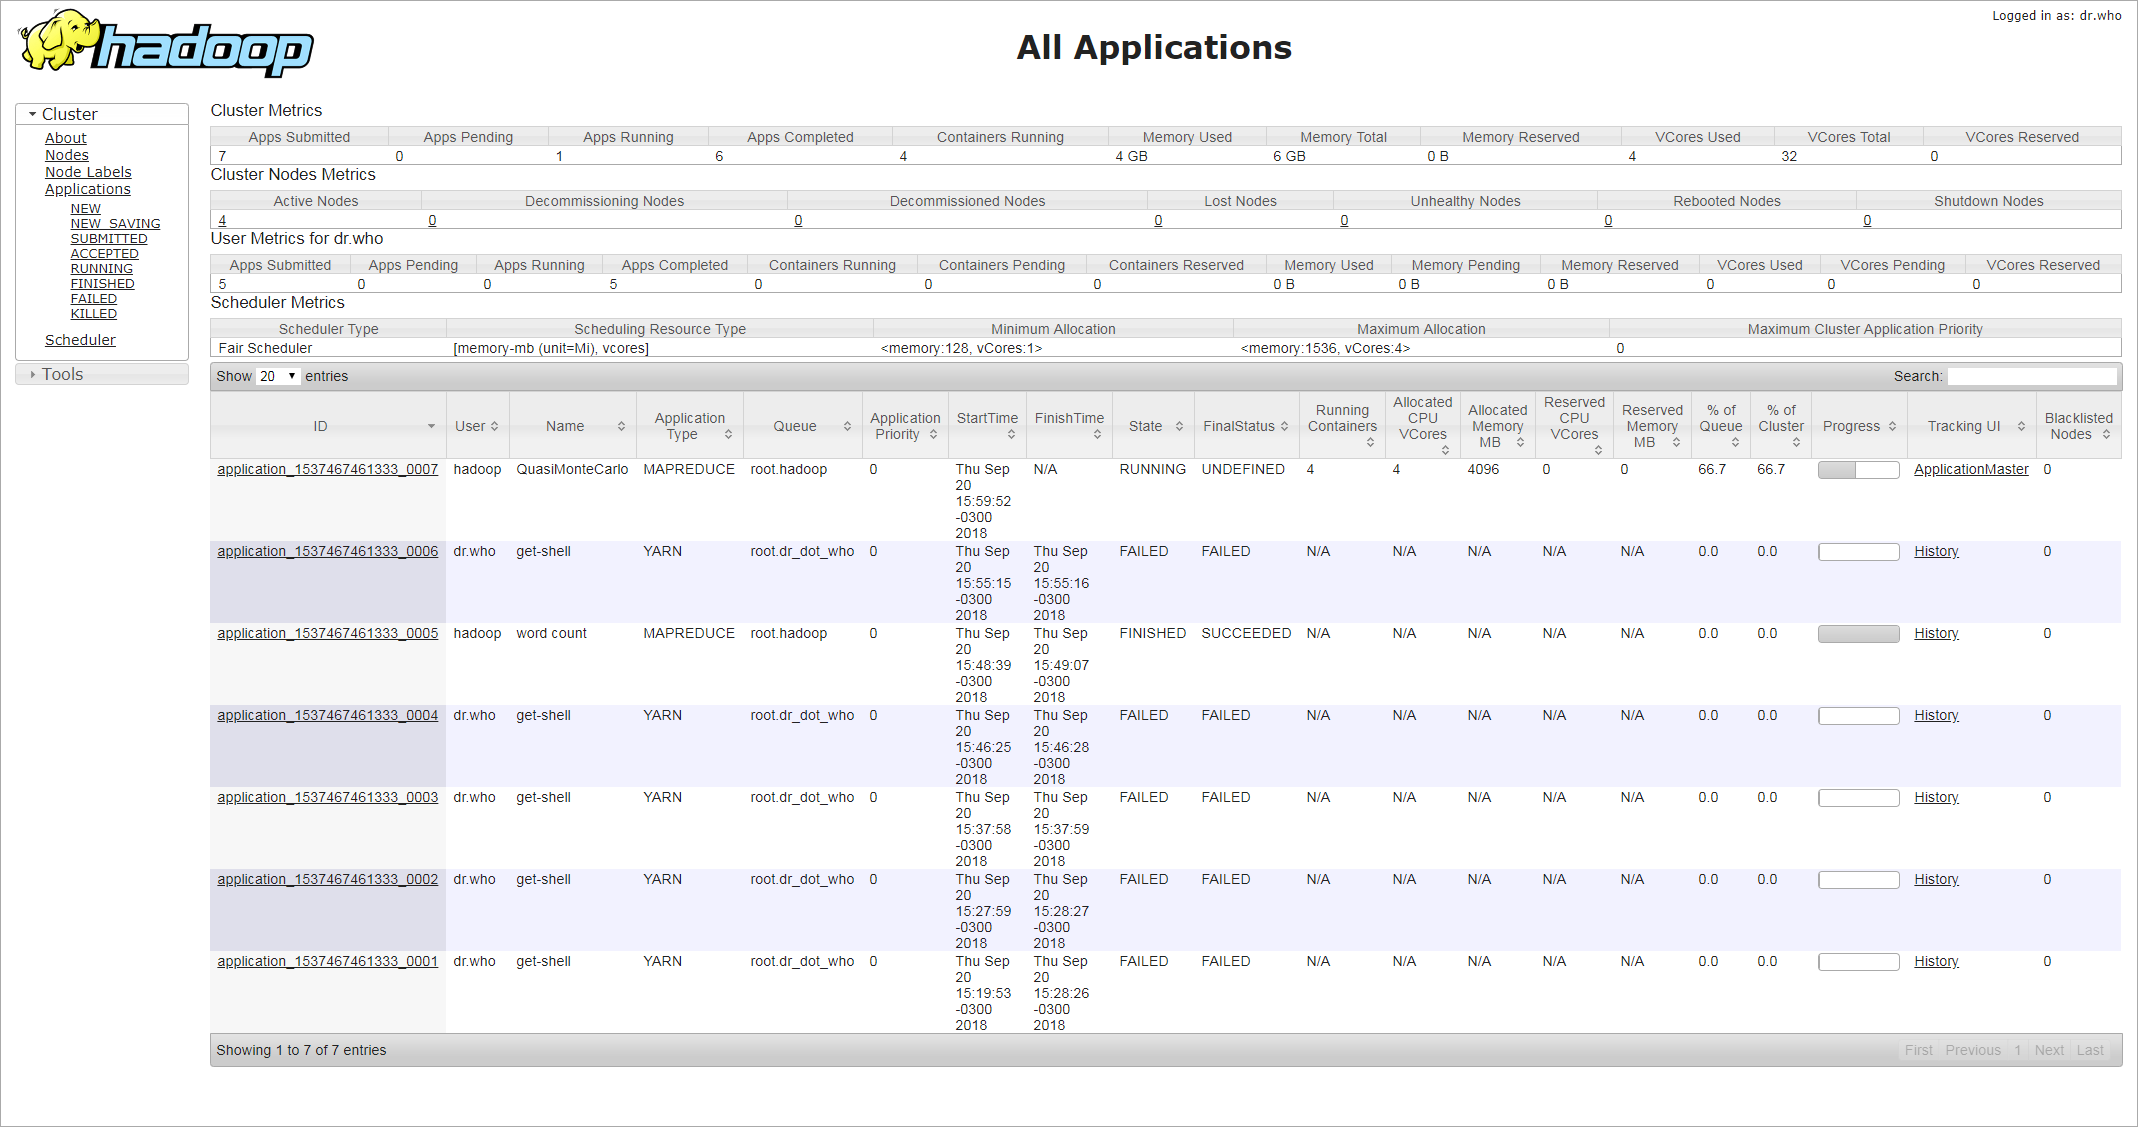 hadoop
Logged in as: dr.who
All Applications
Cluster
About
Nodes
Node Labels
Applications
NEW
NEW_SAVING
SUBMITTED
ACCEPTED
RUNNING
FINISHED
FAILED
KILLED
Scheduler
Tools
Cluster Metrics
Apps Submitted Apps Pending Apps Running Apps Completed Containers Running Memory Used Memory Total Memory Reserved VCores Used VCores Total VCores Reserved
7 0 1 6 4 4 GB 6 GB 0 B 4 32 0
Cluster Nodes Metrics
Active Nodes Decommissioning Nodes Decommissioned Nodes Lost Nodes Unhealthy Nodes Rebooted Nodes Shutdown Nodes
4 0 0 0 0 0 0
User Metrics for dr.who
Apps Submitted Apps Pending Apps Running Apps Completed Containers Running Containers Pending Containers Reserved Memory Used Memory Pending Memory Reserved VCores Used VCores Pending VCores Reserved
5 0 0 5 0 0 0 0 B 0 B 0 B 0 0 0
Scheduler Metrics
Scheduler Type Scheduling Resource Type Minimum Allocation Maximum Allocation Maximum Cluster Application Priority
Fair Scheduler [memory-mb (unit=Mi), vcores] <memory:128, vCores:1> <memory:1536, vCores:4> 0
Show 20 entries Search:
ID User Name Application Type Queue Application Priority StartTime FinishTime State FinalStatus Running Containers Allocated CPU VCores Allocated Memory MB Reserved CPU VCores Reserved Memory MB % of Queue % of Cluster Progress Tracking UI Blacklisted Nodes
application_1537467461333_0007 hadoop QuasiMonteCarlo MAPREDUCE root.hadoop 0 Thu Sep 20 15:59:52 -0300 2018 N/A RUNNING UNDEFINED 4 4 4096 0 0 66.7 66.7 ApplicationMaster 0
application_1537467461333_0006 dr.who get-shell YARN root.dr_dot_who 0 Thu Sep 20 15:55:15 -0300 2018 Thu Sep 20 15:55:16 -0300 2018 FAILED FAILED N/A N/A N/A N/A N/A 0.0 0.0 History 0
application_1537467461333_0005 hadoop word count MAPREDUCE root.hadoop 0 Thu Sep 20 15:48:39 -0300 2018 Thu Sep 20 15:49:07 -0300 2018 FINISHED SUCCEEDED N/A N/A N/A N/A N/A 0.0 0.0 History 0
application_1537467461333_0004 dr.who get-shell YARN root.dr_dot_who 0 Thu Sep 20 15:46:25 -0300 2018 Thu Sep 20 15:46:28 -0300 2018 FAILED FAILED N/A N/A N/A N/A N/A 0.0 0.0 History 0
application_1537467461333_0003 dr.who get-shell YARN root.dr_dot_who 0 Thu Sep 20 15:37:58 -0300 2018 Thu Sep 20 15:37:59 -0300 2018 FAILED FAILED N/A N/A N/A N/A N/A 0.0 0.0 History 0
application_1537467461333_0002 dr.who get-shell YARN root.dr_dot_who 0 Thu Sep 20 15:27:59 -0300 2018 Thu Sep 20 15:28:27 -0300 2018 FAILED FAILED N/A N/A N/A N/A N/A 0.0 0.0 History 0
application_1537467461333_0001 dr.who get-shell YARN root.dr_dot_who 0 Thu Sep 20 15:19:53 -0300 2018 Thu Sep 20 15:28:26 -0300 2018 FAILED FAILED N/A N/A N/A N/A N/A 0.0 0.0 History 0
Showing 1 to 7 of 7 entries First Previous 1 Next Last